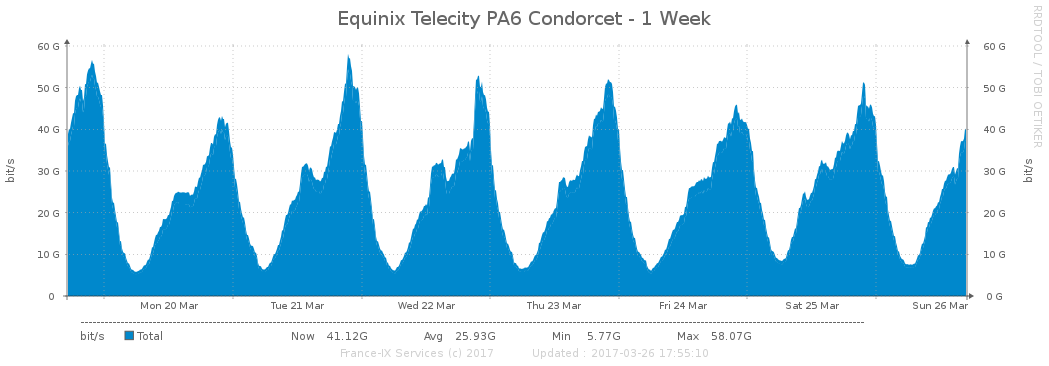 Equinix Telecity PA6 Condorcet - 1 Week
RRDTOOL / TOBI OETIKER
bit/s
60 G
50 G
40 G
30 G
20 G
10 G
0
60 G
50 G
40 G
30 G
20 G
10 G
0 G
bit/s
Mon 20 Mar Tue 21 Mar Wed 22 Mar Thu 23 Mar Fri 24 Mar Sat 25 Mar Sun 26 Mar
bit/s Total Now 41.12G Avg 25.93G Min 5.77G Max 58.07G
France-IX Services (c) 2017 Updated : 2017-03-26 17:55:10